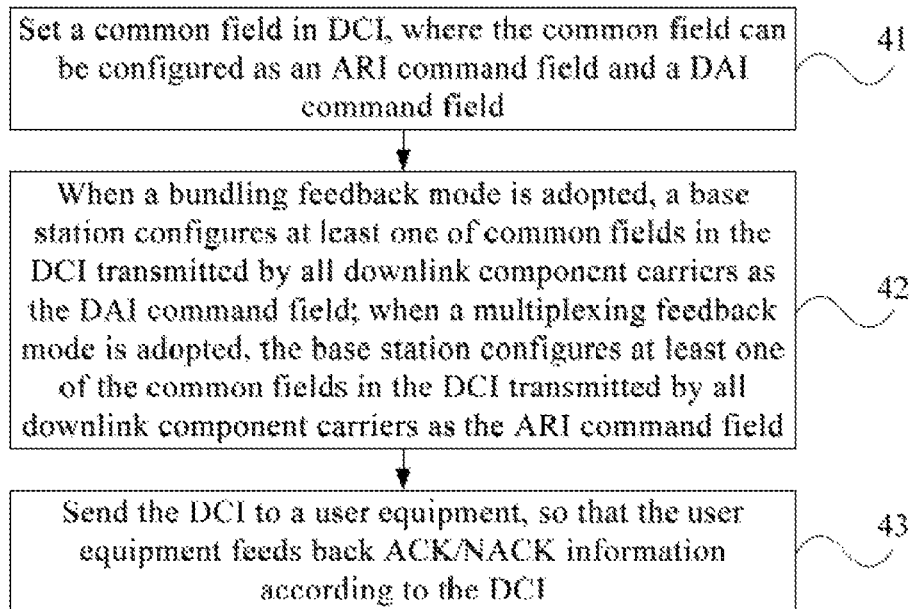 Set a common field in DCI, where the common field can
be configured as an ARI command field and a DAI
command field
41
When a bundling feedback mode is adopted, a base
station configures at least one of common fields in the
DCI transmitted by all downlink component carriers as
the DAI command field; when a multiplexing feedback
mode is adopted, the base station configures at least one
of the common fields in the DCI transmitted by all
downlink component carriers as the ARI command field
42
Send the DCI to a user equipment, so that the user
equipment feeds back ACK/NACK information
according to the DCI
43